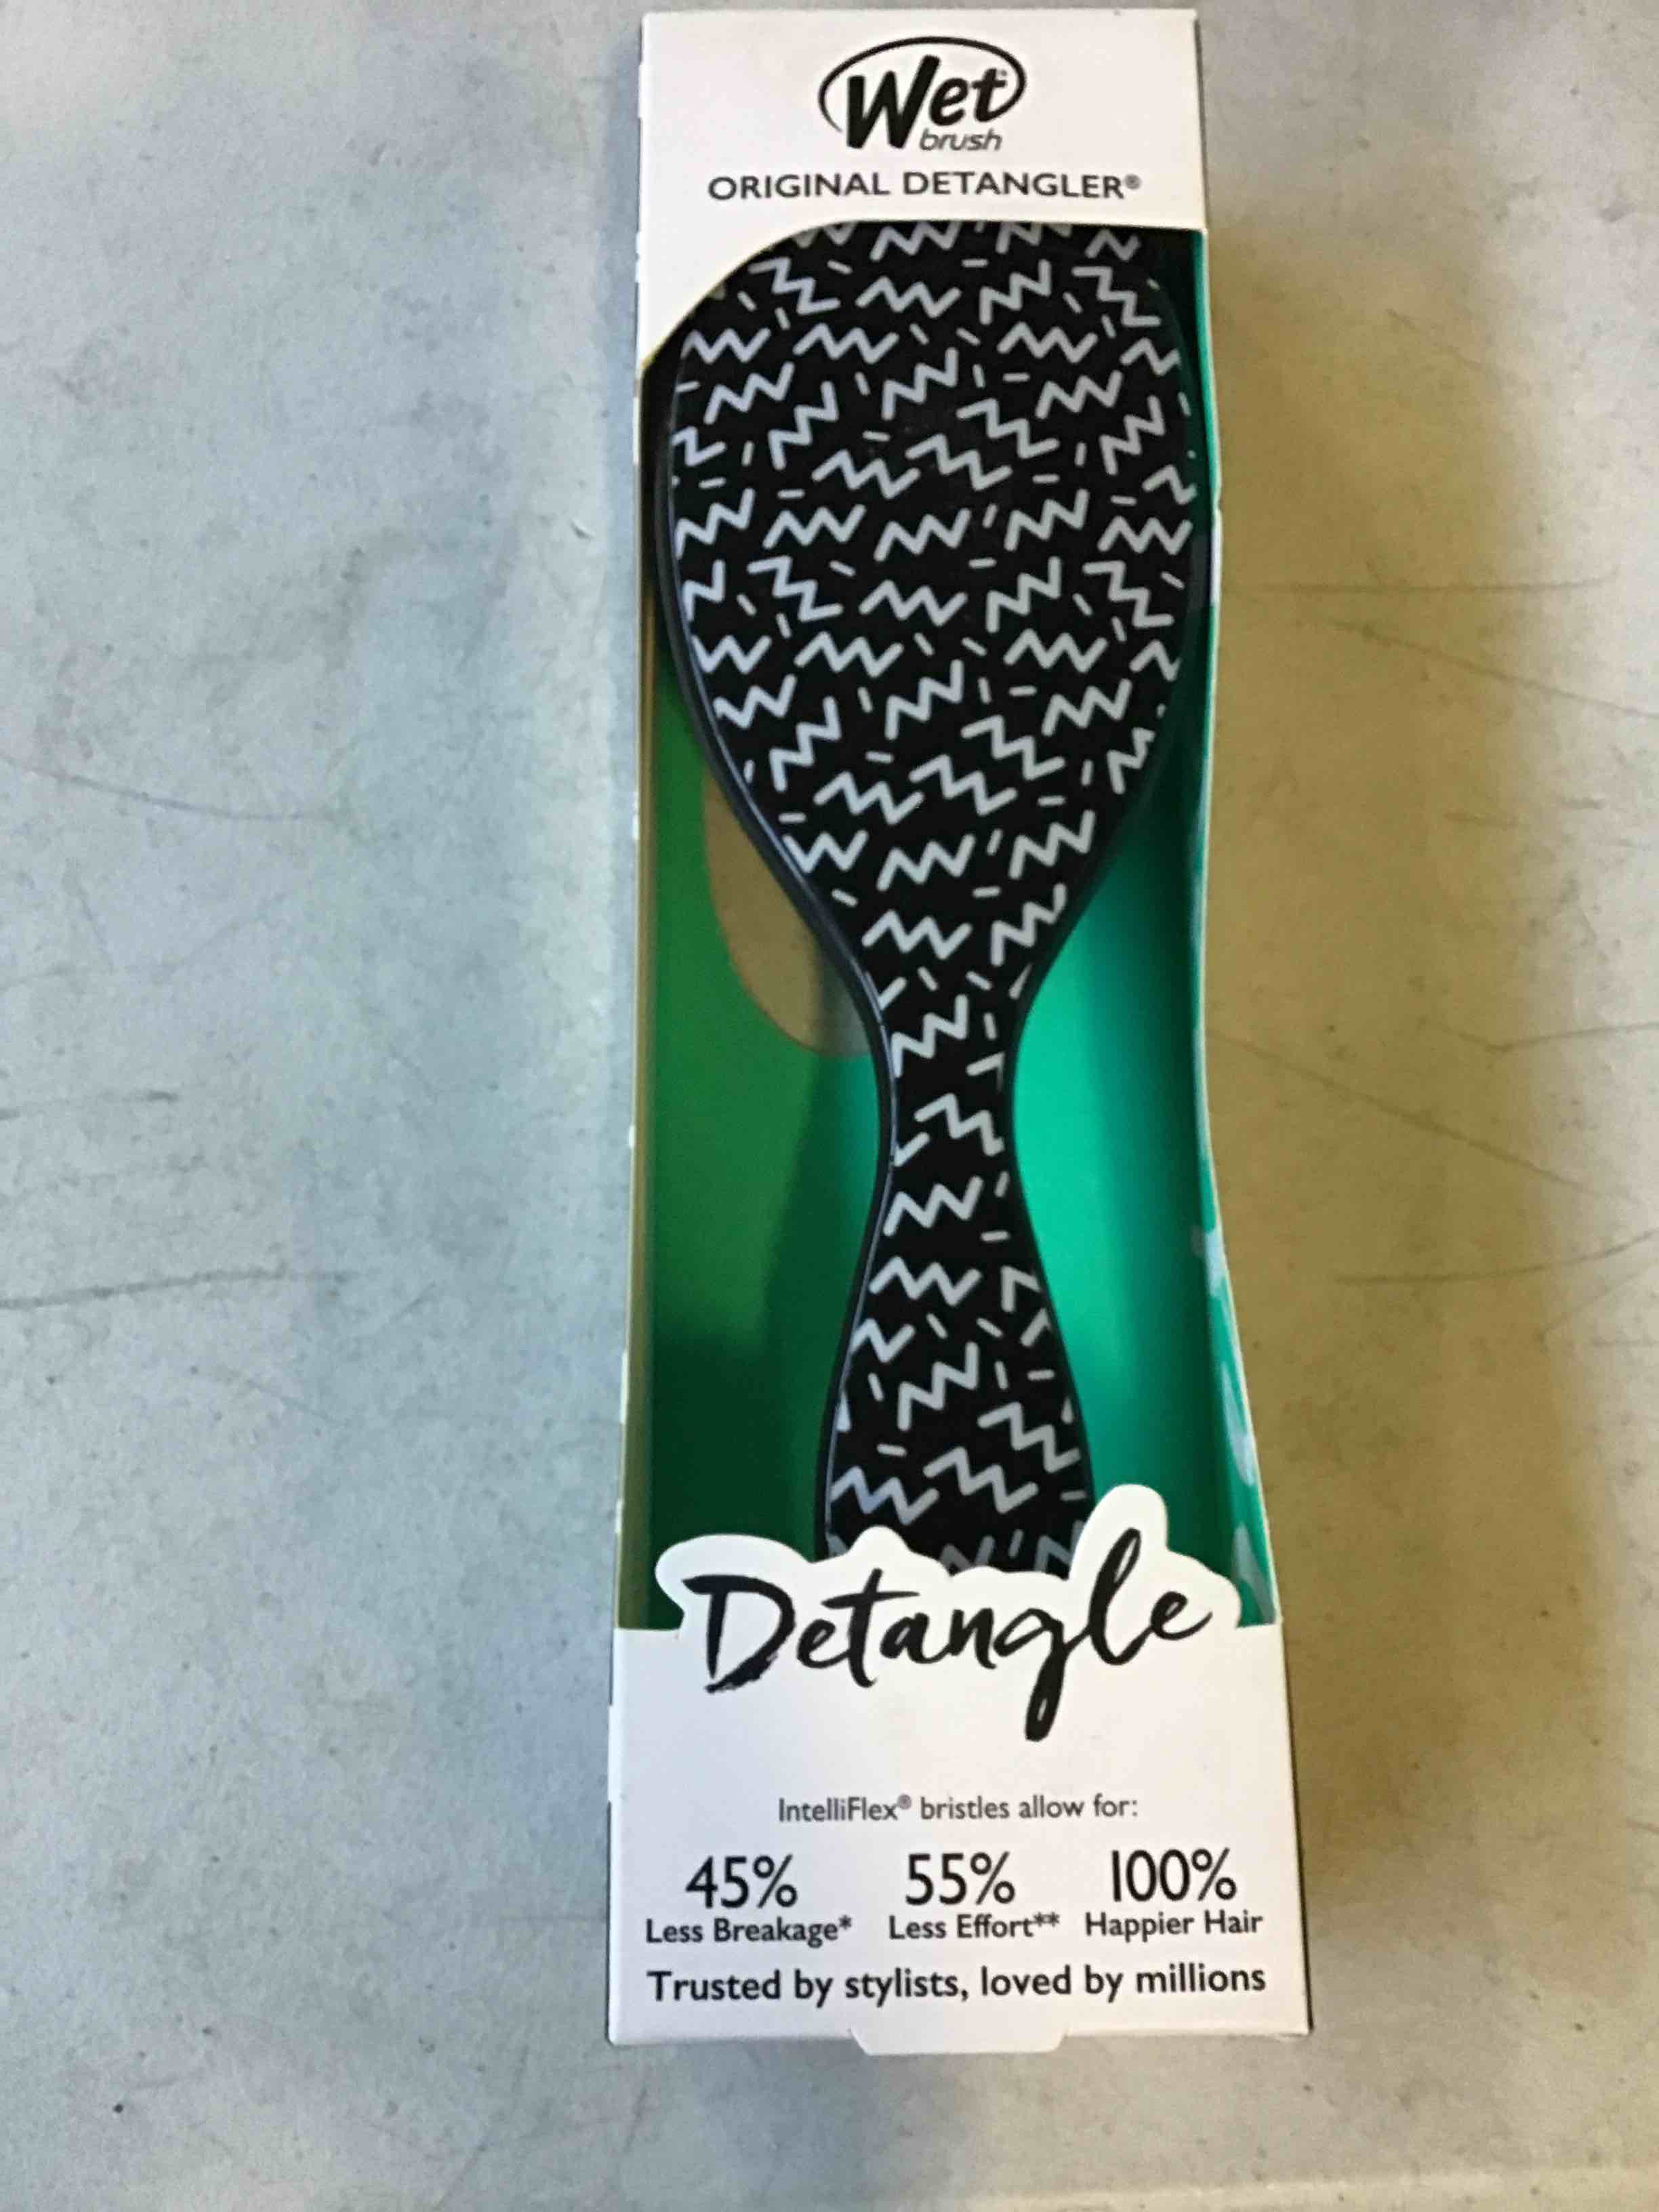 Wet
brush
ORIGINAL DETANGLER®
Detangle
IntelliFlex® bristles allow for:
45% 55% 100%
Less Breakage* Less Effort** Happier Hair
Trusted by stylists, loved by millions